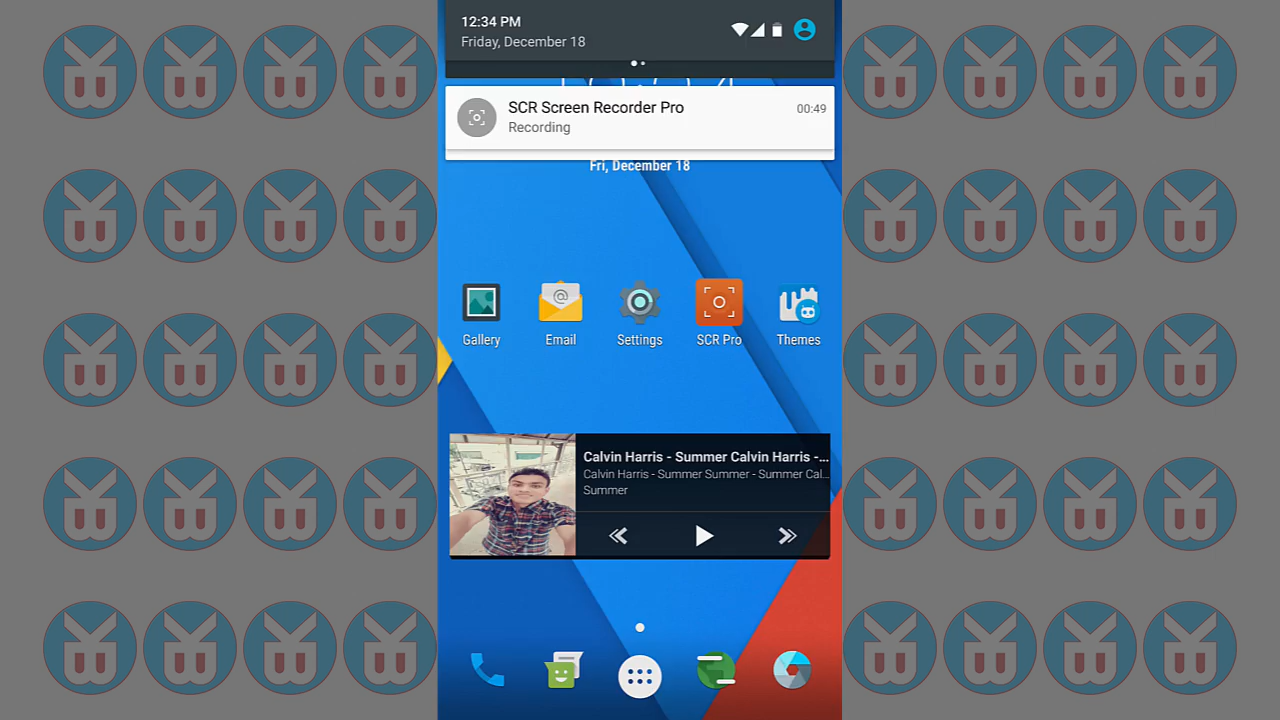 12:34 PM
Friday, December 18
SCR Screen Recorder Pro
00:49
Recording
Fri, December 18
Gallery
Email
Settings
SCR Pro
Themes
Calvin Harris - Summer Calvin Harris -...
Calvin Harris - Summer Summer - Summer Cal...
Summer